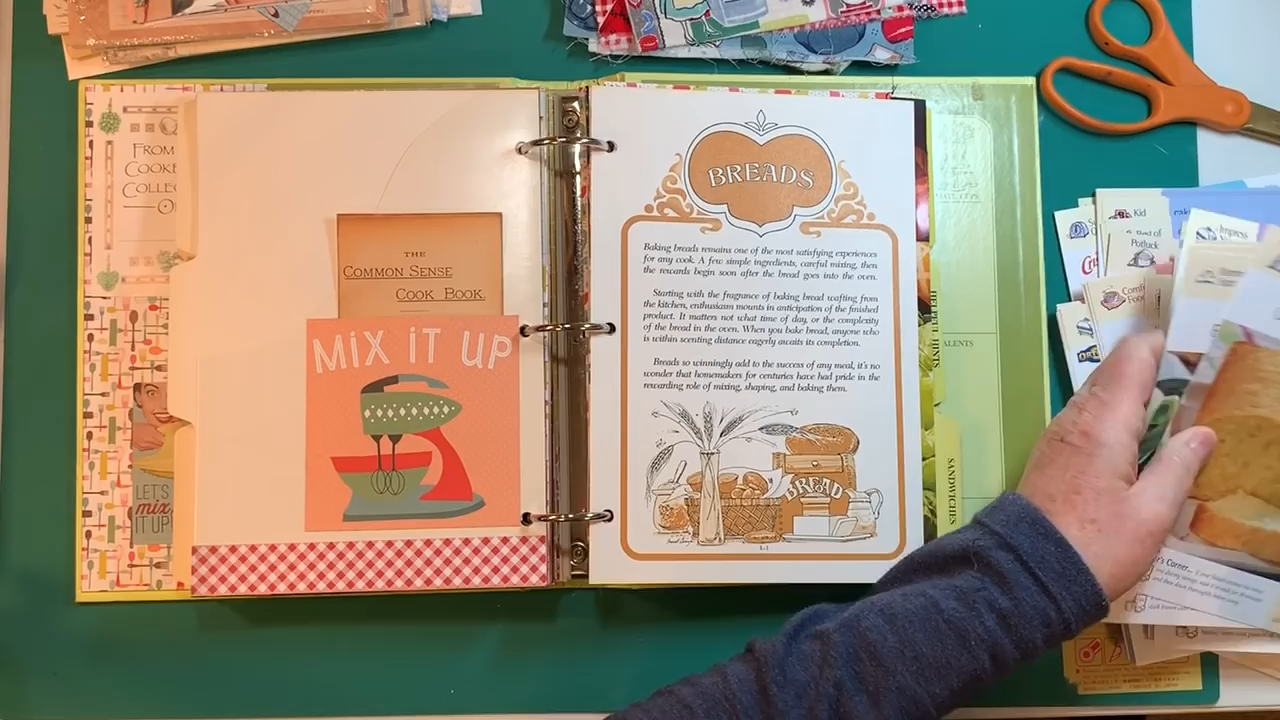 FROM
COOKE
COLLEC
LET'S
mix
IT UP
THE
COMMON SENSE
COOK BOOK.
MiX iT UP
BREADS
Baking breads remains one of the most satisfying experiences
for any cook. A few simple ingredients, careful mixing, then
the rewards begin soon after the bread goes into the oven.
Starting with the fragrance of baking bread wafting from
the kitchen, enthusiasm mounts in anticipation of the finished
product. It matters not what time of day, or the complexity
of the bread in the oven. When you bake bread, anyone who
is within scenting distance eagerly awaits its completion.
Breads so winningly add to the success of any meal, it's no
wonder that homemakers for centuries have had pride in the
rewarding role of mixing, shaping, and baking them.
BREAD
HELPFUL HINTS
SANDWICHES
Kid
Potluck
Food